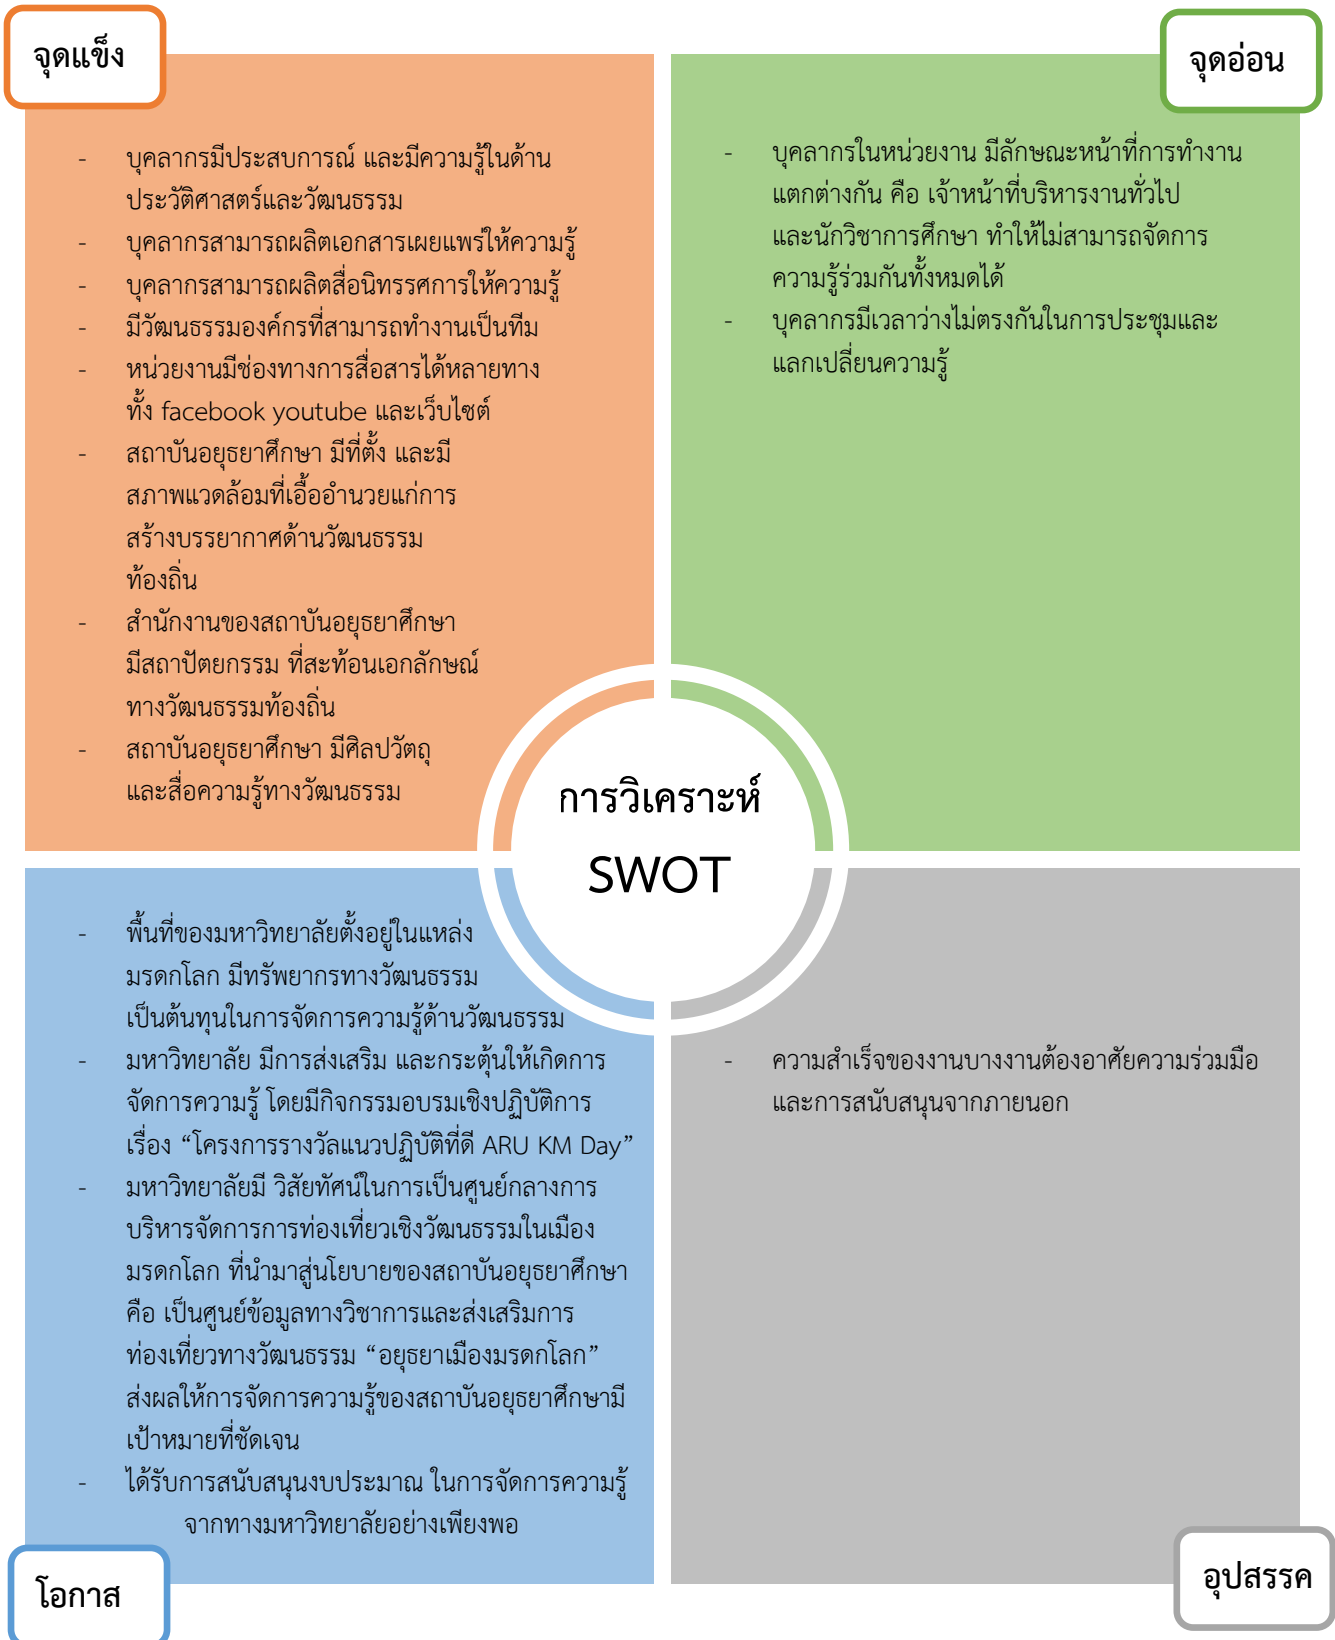 จุดแข็ง
- บุคลากรมีประสบการณ์ และมีความรู้ในด้าน
ประวัติศาสตร์และวัฒนธรรม
- บุคลากรสามารถผลิตเอกสารเผยแพร่ให้ความรู้
- บุคลากรสามารถผลิตสื่อนิทรรศการให้ความรู้
- มีวัฒนธรรมองค์กรที่สามารถทำงานเป็นทีม
- หน่วยงานมีช่องทางการสื่อสารได้หลายทาง
ทั้ง facebook youtube และเว็บไซต์
- สถาบันอยุธยาศึกษา มีที่ตั้ง และมี
สภาพแวดล้อมที่เอื้ออำนวยแก่การ
สร้างบรรยากาศด้านวัฒนธรรม
ท้องถิ่น
- สำนักงานของสถาบันอยุธยาศึกษา
มีสถาปัตยกรรม ที่สะท้อนเอกลักษณ์
ทางวัฒนธรรมท้องถิ่น
- สถาบันอยุธยาศึกษา มีศิลปวัตถุ
และสื่อความรู้ทางวัฒนธรรม
จุดอ่อน
- บุคลากรในหน่วยงาน มีลักษณะหน้าที่การทำงาน
แตกต่างกัน คือ เจ้าหน้าที่บริหารงานทั่วไป
และนักวิชาการศึกษา ทำให้ไม่สามารถจัดการ
ความรู้ร่วมกันทั้งหมดได้
- บุคลากรมีเวลาว่างไม่ตรงกันในการประชุมและ
แลกเปลี่ยนความรู้
การวิเคราะห์
SWOT
- พื้นที่ของมหาวิทยาลัยตั้งอยู่ในแหล่ง
มรดกโลก มีทรัพยากรทางวัฒนธรรม
เป็นต้นทุนในการจัดการความรู้ด้านวัฒนธรรม
- มหาวิทยาลัย มีการส่งเสริม และกระตุ้นให้เกิดการ
จัดการความรู้ โดยมีกิจกรรมอบรมเชิงปฏิบัติการ
เรื่อง “โครงการรางวัลแนวปฏิบัติที่ดี ARU KM Day”
- มหาวิทยาลัยมี วิสัยทัศน์ในการเป็นศูนย์กลางการ
บริหารจัดการการท่องเที่ยวเชิงวัฒนธรรมในเมือง
มรดกโลก ที่นำมาสู่นโยบายของสถาบันอยุธยาศึกษา
คือ เป็นศูนย์ข้อมูลทางวิชาการและส่งเสริมการ
ท่องเที่ยวทางวัฒนธรรม “อยุธยาเมืองมรดกโลก”
ส่งผลให้การจัดการความรู้ของสถาบันอยุธยาศึกษามี
เป้าหมายที่ชัดเจน
- ได้รับการสนับสนุนงบประมาณ ในการจัดการความรู้
จากทางมหาวิทยาลัยอย่างเพียงพอ
โอกาส
- ความสำเร็จของงานบางงานต้องอาศัยความร่วมมือ
และการสนับสนุนจากภายนอก
อุปสรรค